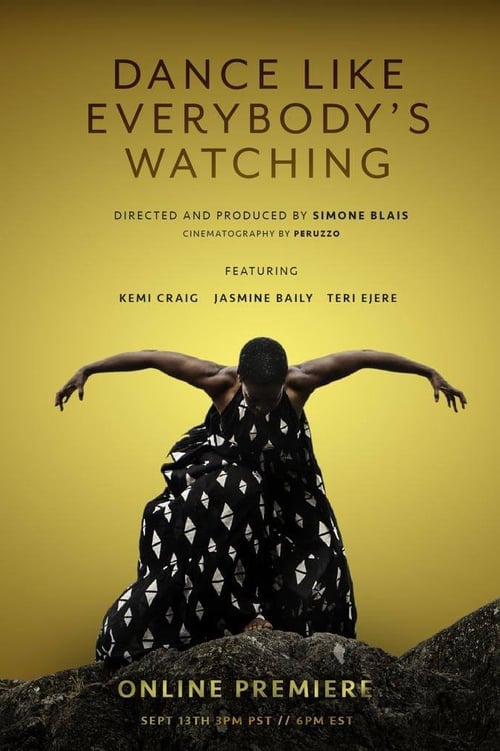 DANCE LIKE
EVERYBODY'S
WATCHING
DIRECTED AND PRODUCED BY SIMONE BLAIS
CINEMATOGRAPHY BY PERUZZO
FEATURING
KEMI CRAIG JASMINE BAILY TERI EJERE
ONLINE PREMIERE
SEPT 13TH 3PM PST // 6PM EST